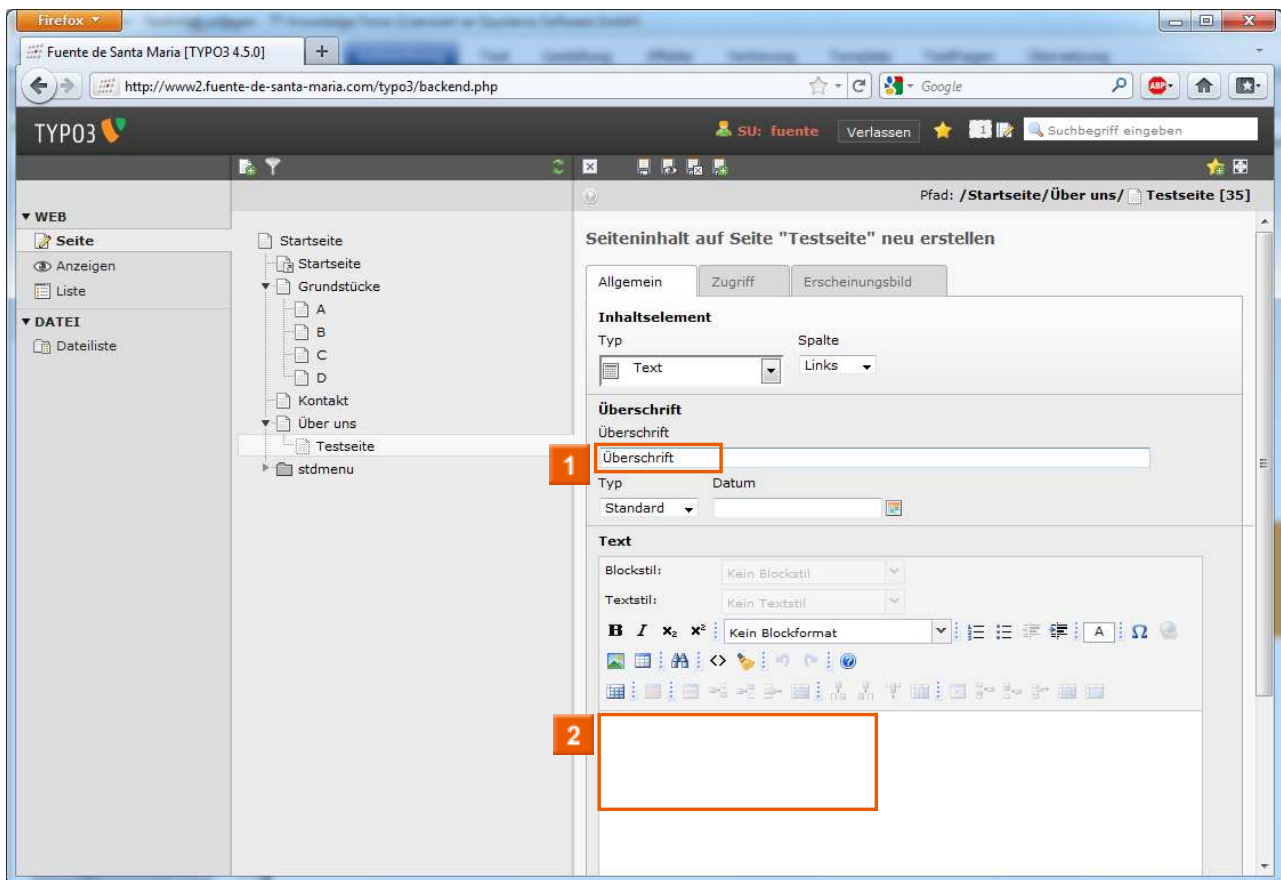 Firefox
Fuente de Santa Maria [TYPO3 4.5.0]
http://www2.fuente-de-santa-maria.com/typo3/backend.php
Google
ABP
TYPO3
SU: fuente
Verlassen
1
Suchbegriff eingeben
Pfad: /Startseite/Über uns/ Testseite [35]
WEB
Seite
Anzeigen
Liste
DATEI
Dateiliste
Startseite
Startseite
Grundstücke
A
B
C
D
Kontakt
Über uns
Testseite
stdmenu
Seiteninhalt auf Seite "Testseite" neu erstellen
Allgemein Zugriff Erscheinungsbild
Inhaltselement
Typ Spalte
Text Links
Überschrift
Überschrift
1 Überschrift
Typ Datum
Standard
Text
Blockstil: Kein Blockstil
Textstil: Kein Textstil
B I x₂ x² Kein Blockformat A Ω
2